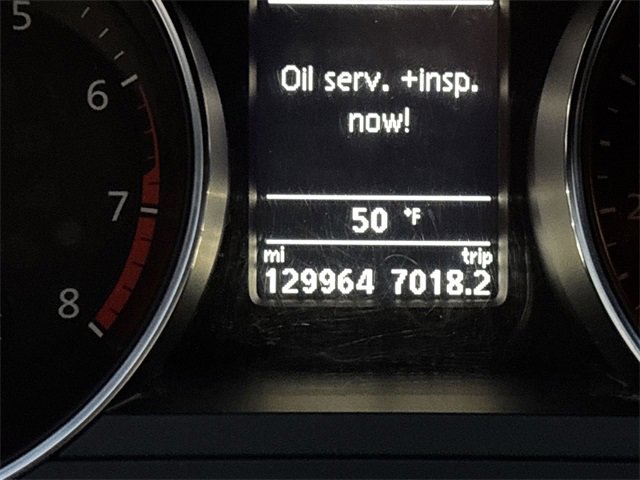 5
6
7
8
Oil serv. +insp.
now!
50 °F
mi trip
129964 7018.2